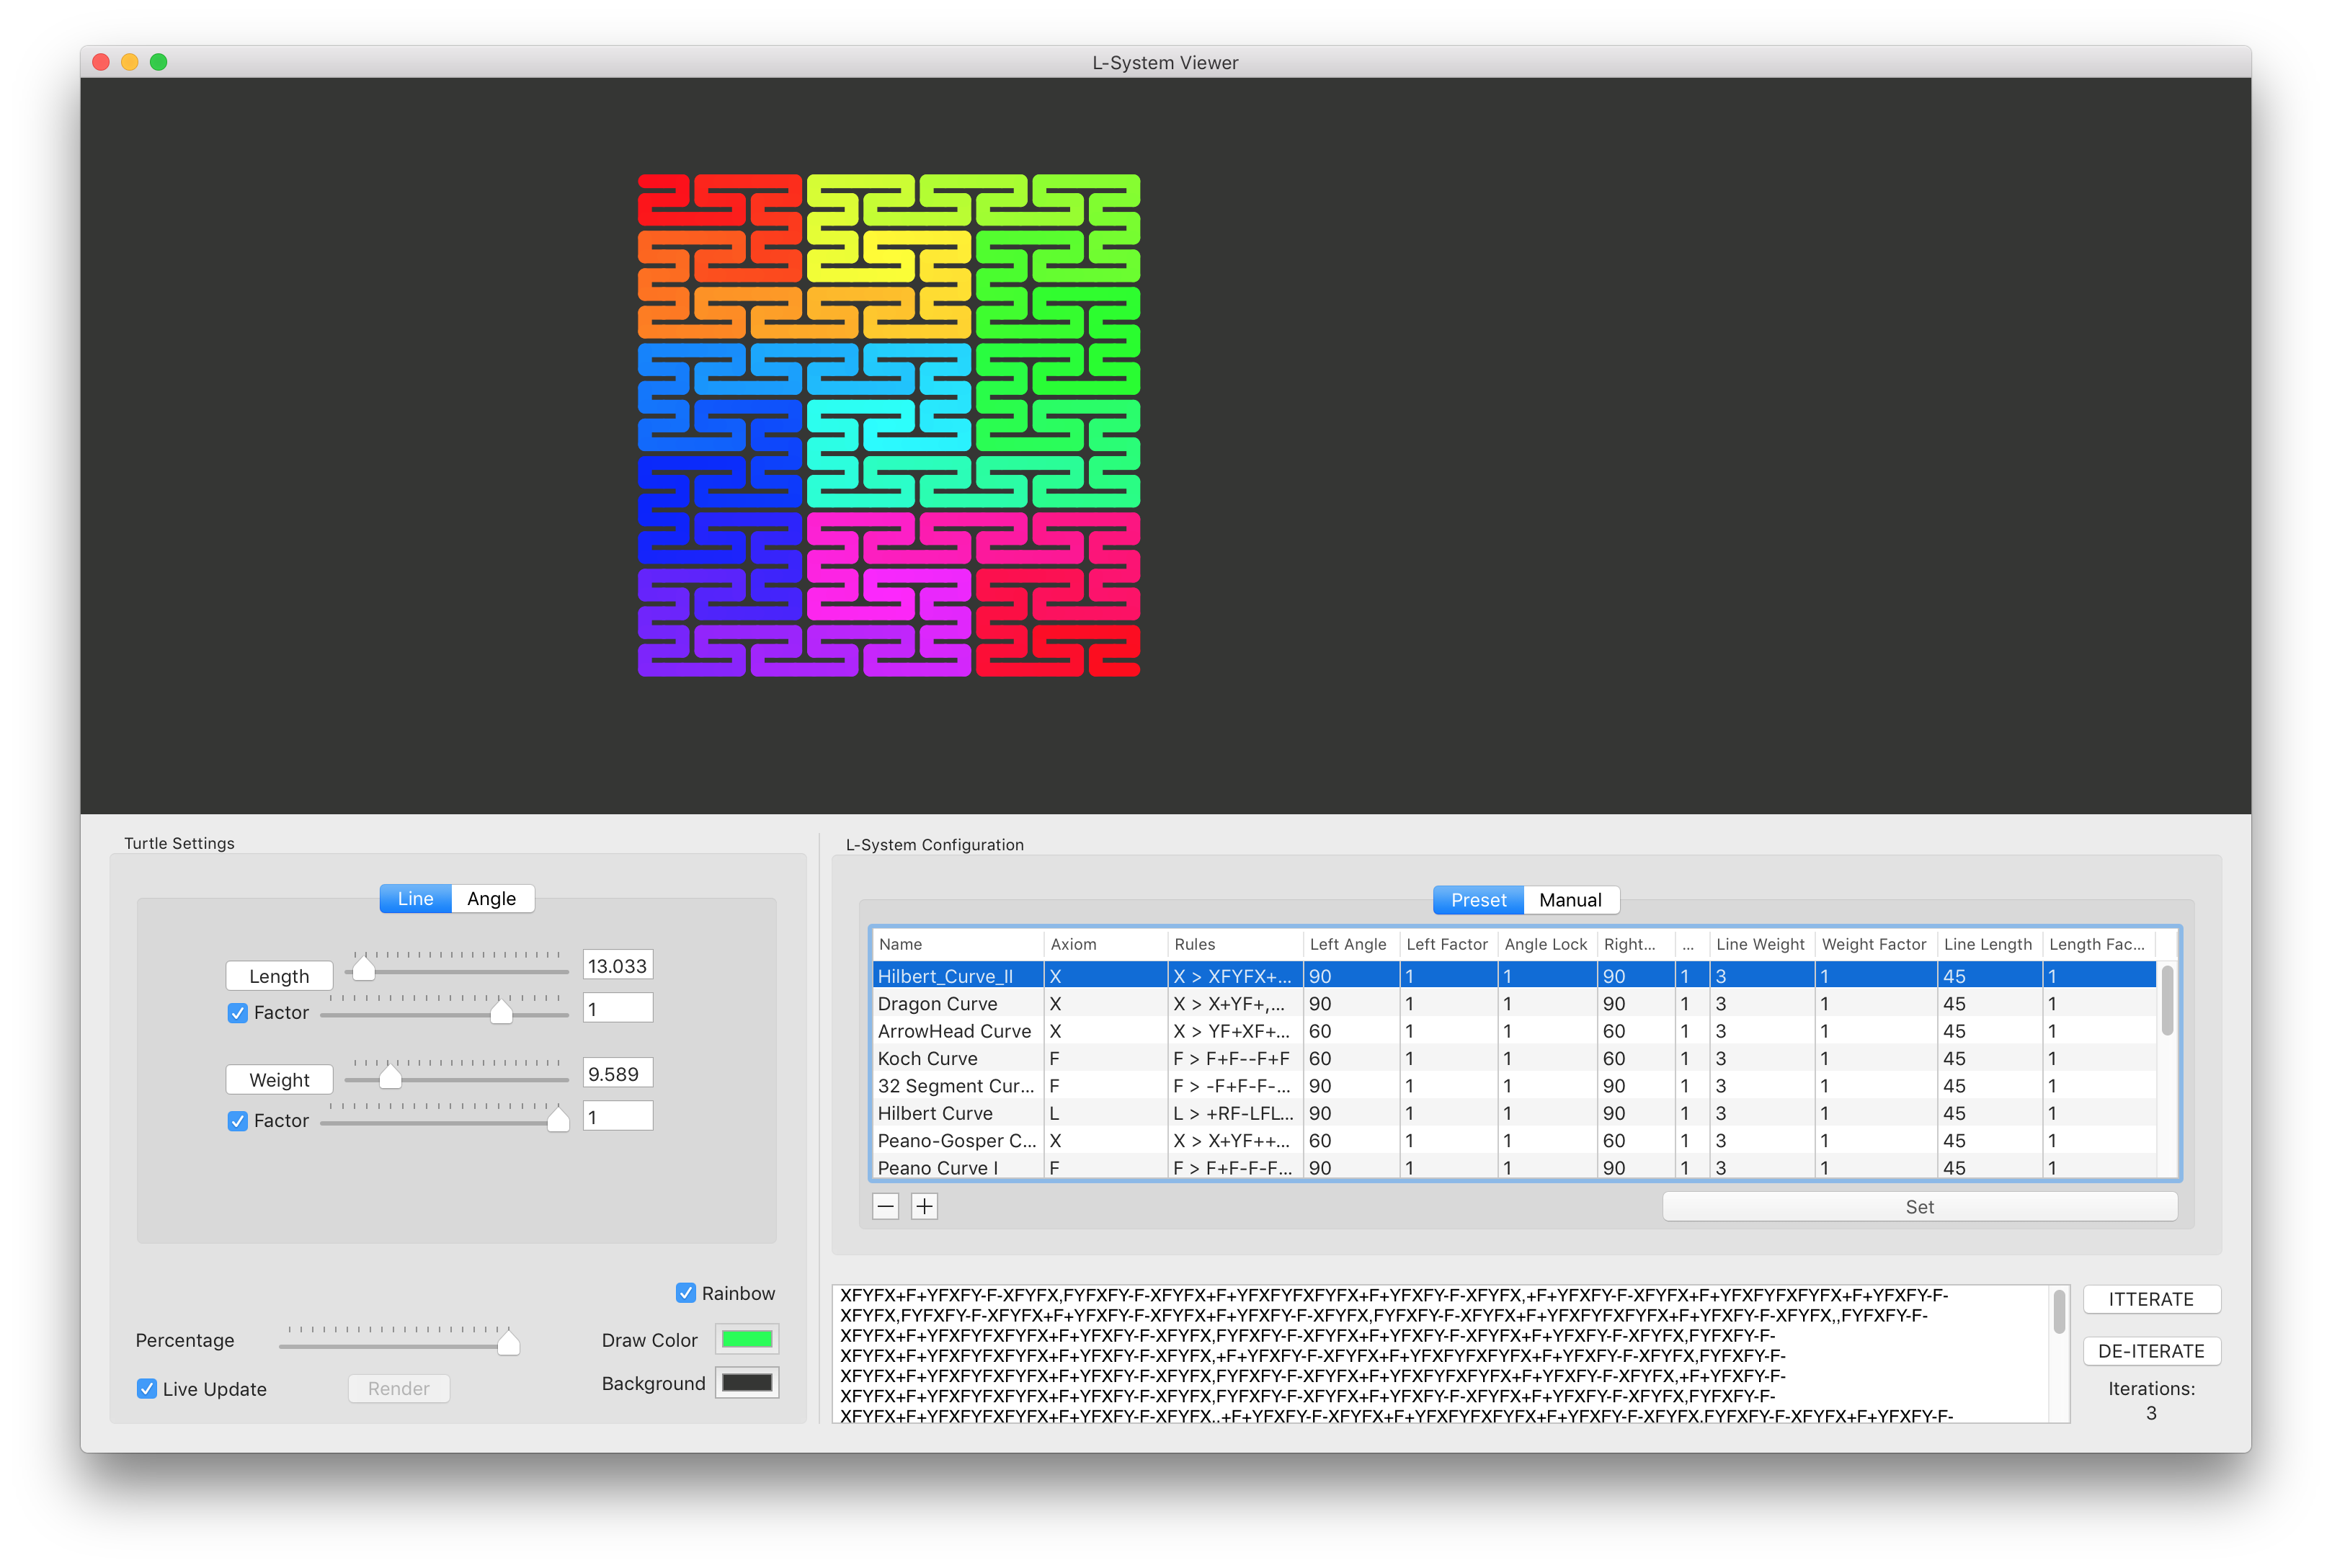 L-System Viewer
Turtle Settings
Line Angle
Length 13.033
Factor 1
Weight 9.589
Factor 1
Rainbow
Percentage
Draw Color
Live Update
Render
Background
L-System Configuration
Preset Manual
Name Axiom Rules Left Angle Left Factor Angle Lock Right... ... Line Weight Weight Factor Line Length Length Fac...
Hilbert_Curve_II X X > XFYFX+... 90 1 1 90 1 3 1 45 1
Dragon Curve X X > X+YF+,... 90 1 1 90 1 3 1 45 1
ArrowHead Curve X X > YF+XF+... 60 1 1 60 1 3 1 45 1
Koch Curve F F > F+F--F+F 60 1 1 60 1 3 1 45 1
32 Segment Cur... F F > -F+F-F-... 90 1 1 90 1 3 1 45 1
Hilbert Curve L L > +RF-LFL... 90 1 1 90 1 3 1 45 1
Peano-Gosper C... X X > X+YF++... 60 1 1 60 1 3 1 45 1
Peano Curve I F F > F+F-F-F... 90 1 1 90 1 3 1 45 1
Set
XFYFX+F+YFXFY-F-XFYFX,FYFXFY-F-XFYFX+F+YFXFYFXFYFX+F+YFXFY-F-XFYFX,+F+YFXFY-F-XFYFX+F+YFXFYFXFYFX+F+YFXFY-F-
XFYFX,FYFXFY-F-XFYFX+F+YFXFY-F-XFYFX+F+YFXFY-F-XFYFX,FYFXFY-F-XFYFX+F+YFXFYFXFYFX+F+YFXFY-F-XFYFX,,FYFXFY-F-
XFYFX+F+YFXFYFXFYFX+F+YFXFY-F-XFYFX,FYFXFY-F-XFYFX+F+YFXFY-F-XFYFX+F+YFXFY-F-XFYFX,FYFXFY-F-
XFYFX+F+YFXFYFXFYFX+F+YFXFY-F-XFYFX,+F+YFXFY-F-XFYFX+F+YFXFYFXFYFX+F+YFXFY-F-XFYFX,FYFXFY-F-
XFYFX+F+YFXFYFXFYFX+F+YFXFY-F-XFYFX,FYFXFY-F-XFYFX+F+YFXFYFXFYFX+F+YFXFY-F-XFYFX,+F+YFXFY-F-
XFYFX+F+YFXFYFXFYFX+F+YFXFY-F-XFYFX,FYFXFY-F-XFYFX+F+YFXFY-F-XFYFX+F+YFXFY-F-XFYFX,FYFXFY-F-
XFYFX+F+YFXFYFXFYFX+F+YFXFY-F-XFYFX,,+F+YFXFY-F-XFYFX+F+YFXFYFXFYFX+F+YFXFY-F-XFYFX,FYFXFY-F-XFYFX+F+YFXFY-F-
ITTERATE
DE-ITERATE
Iterations:
3